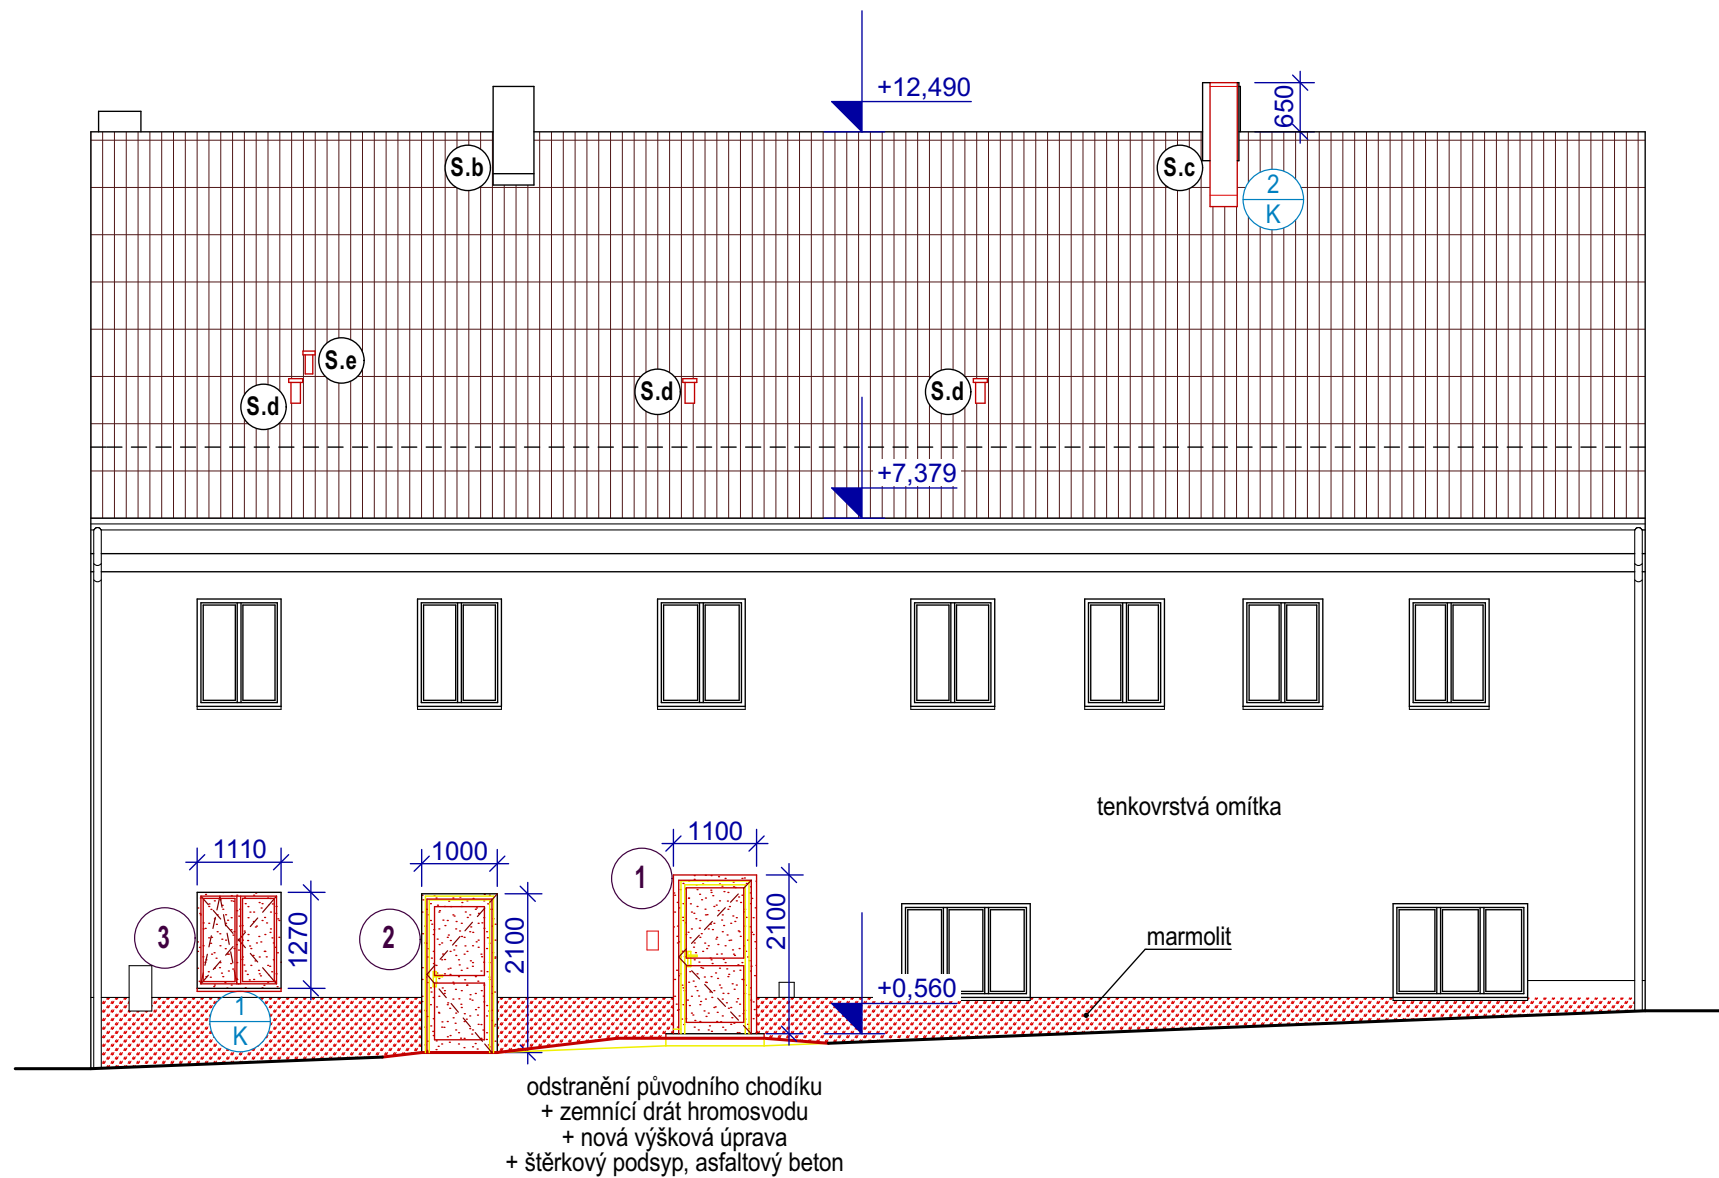 +12,490
650
S.b
S.c
2
K
S.e
S.d
S.d
S.d
+7,379
tenkovrstvá omítka
1110
1000
1100
1
3
2
1270
2100
2100
marmolit
+0,560
1
K
odstranění původního chodíku
+ zemnící drát hromosvodu
+ nová výšková úprava
+ štěrkový podsyp, asfaltový beton